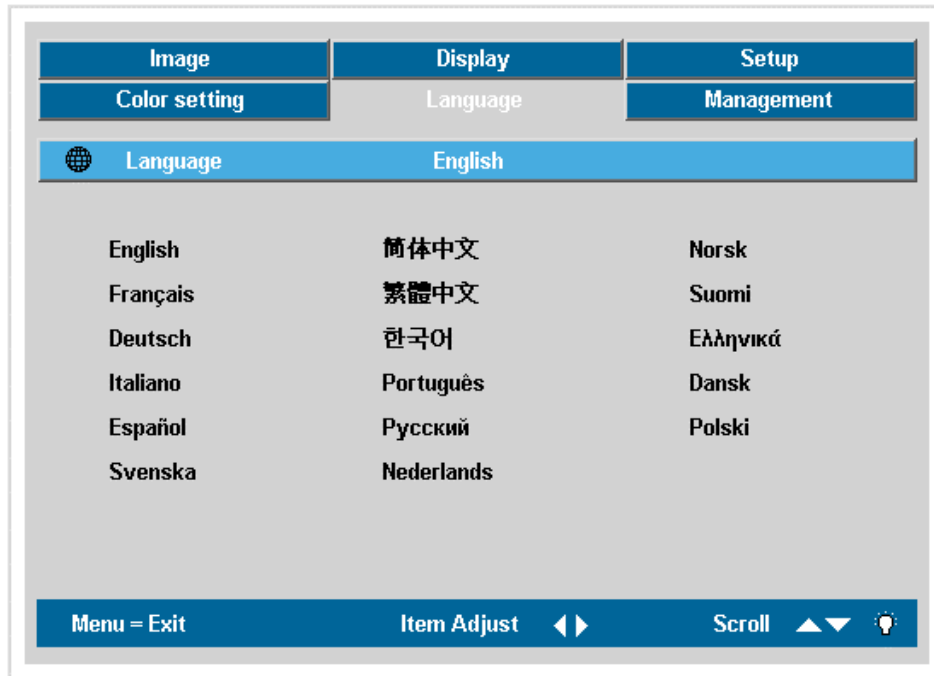 Image Display Setup
Color setting Language Management
Language English
English 简体中文 Norsk
Français 繁體中文 Suomi
Deutsch 한국어 Ελληνικά
Italiano Português Dansk
Español Русский Polski
Svenska Nederlands
Menu = Exit Item Adjust Scroll